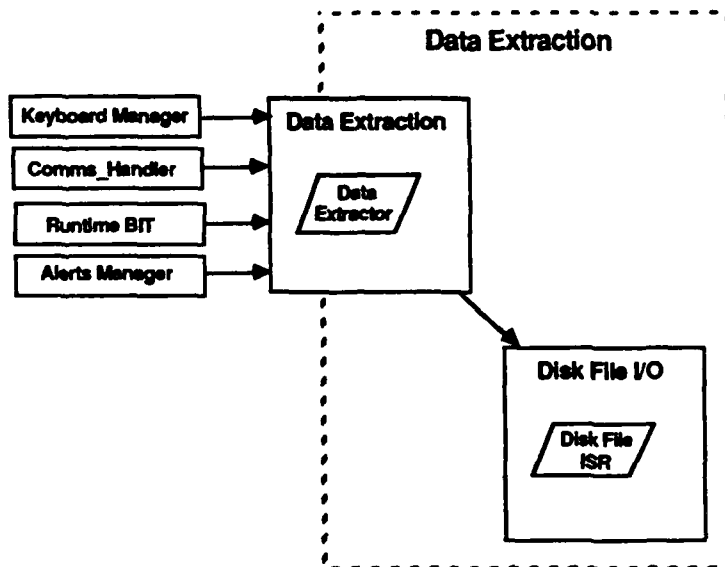 Data Extraction
Keyboard Manager
Comms_Handler
Runtime BIT
Alerts Manager
Data Extraction
Data
Extractor
Disk File I/O
Disk File
ISR